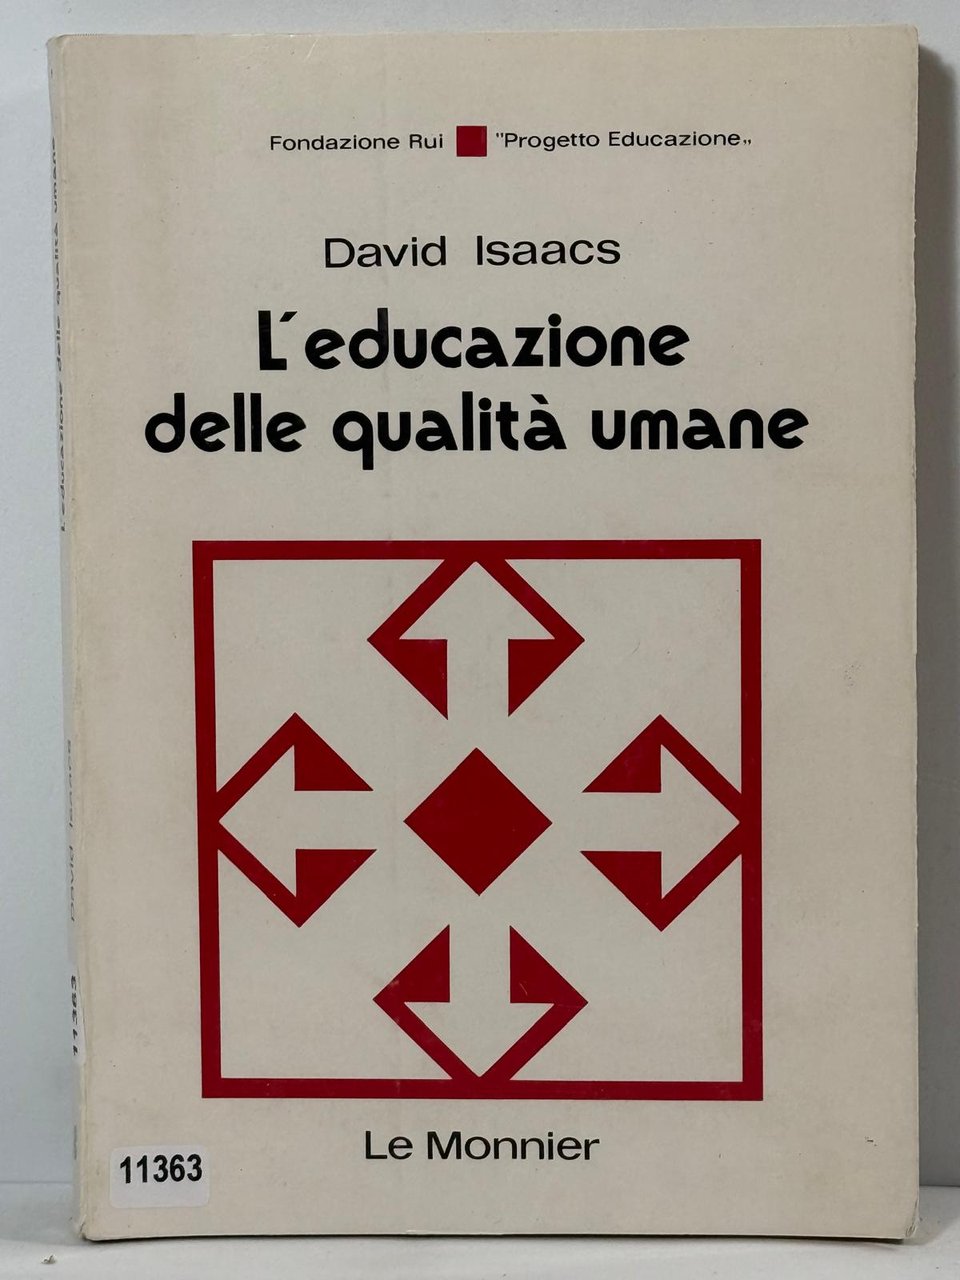 Fondazione Rui "Progetto Educazione„
David Isaacs
L'educazione
delle qualità umane
Le Monnier
11363
L'educazione delle qualità umane
David Isaacs
11363